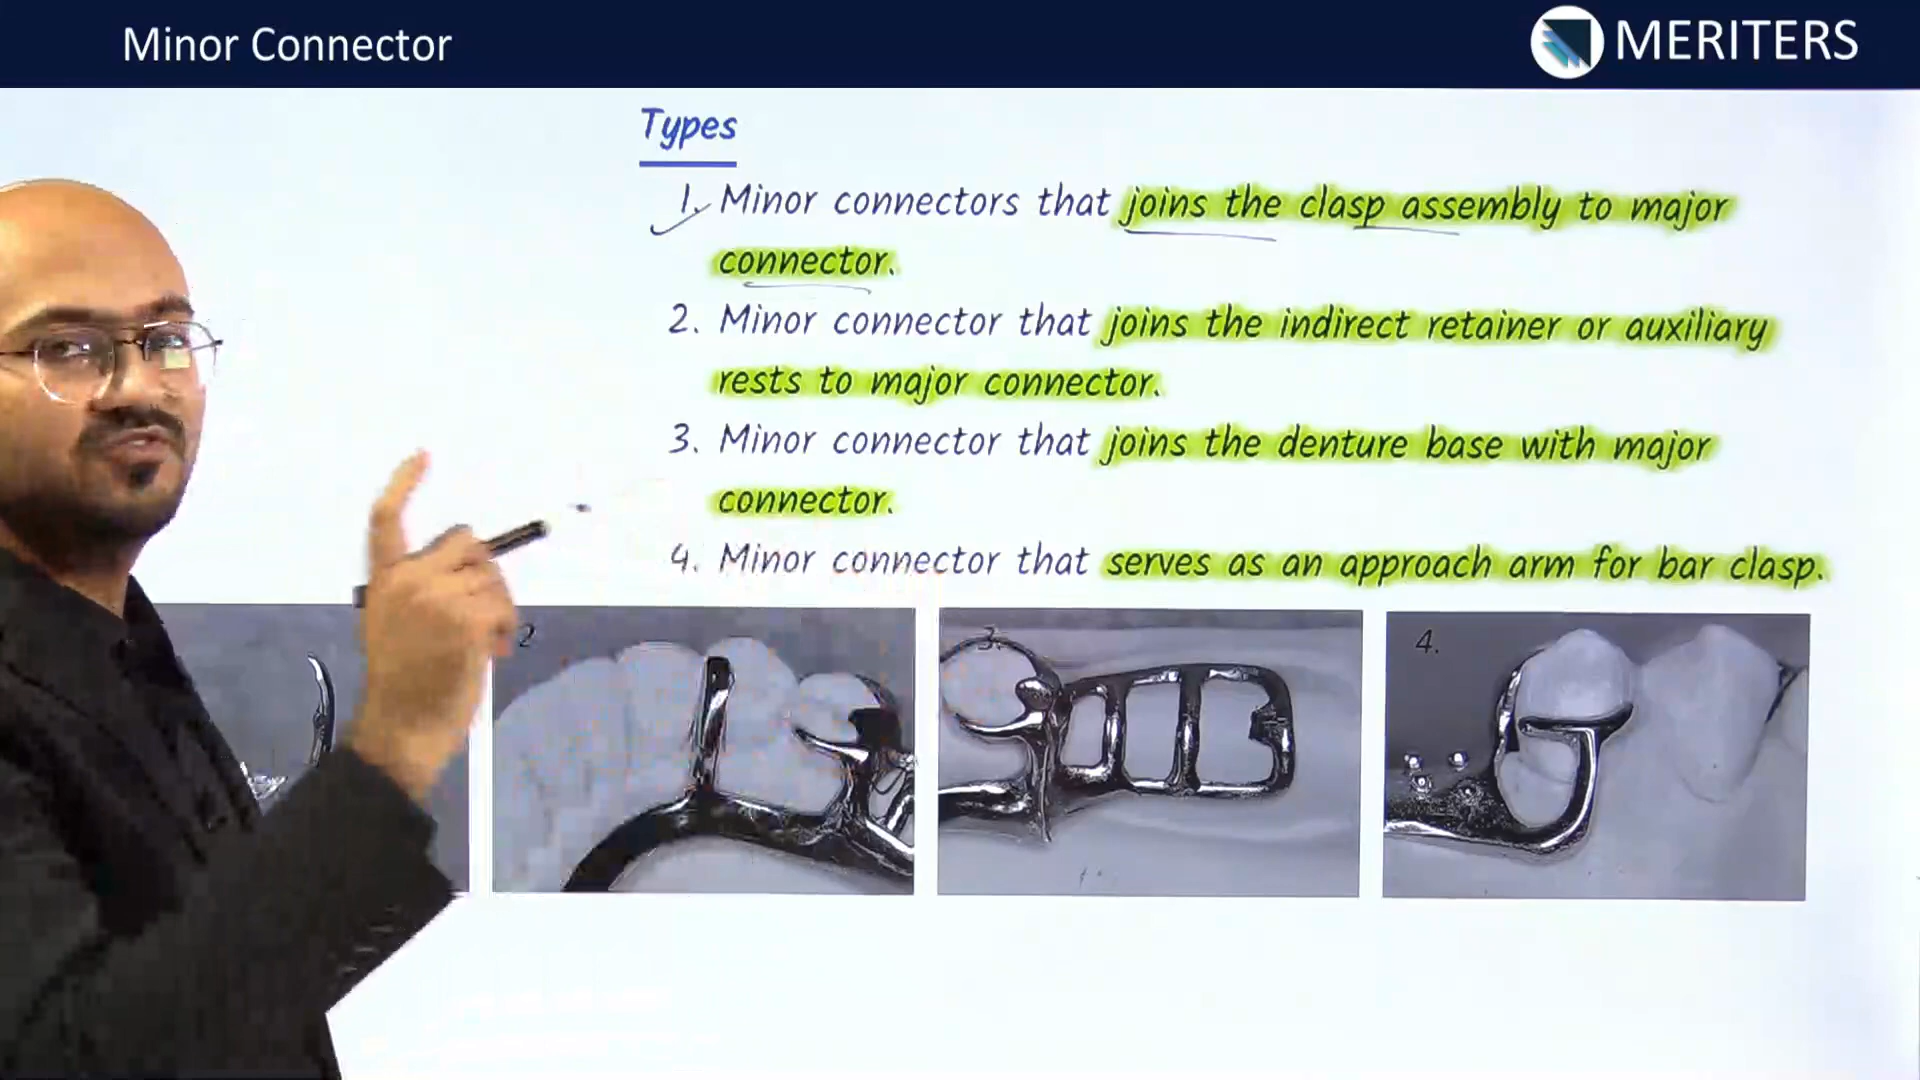 Minor Connector
MERITERS
Types
1. Minor connectors that joins the clasp assembly to major
connector.
2. Minor connector that joins the indirect retainer or auxiliary
rests to major connector.
3. Minor connector that joins the denture base with major
connector.
4. Minor connector that serves as an approach arm for bar clasp.
2
3.
4.